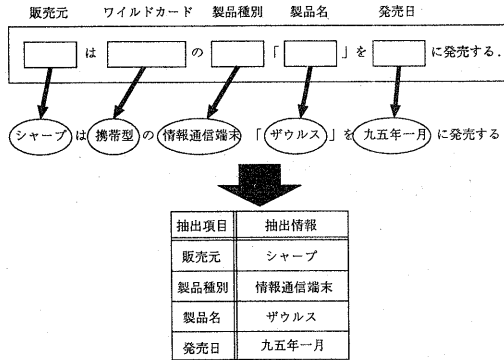 販売元 ワイルドカード 製品種別 製品名 発売日
は の 「 」を に発売する.
シャープ は 携帯型 の 情報通信端末 「 ザウルス 」を 九五年一月 に発売する
抽出項目 抽出情報
販売元 シャープ
製品種別 情報通信端末
製品名 ザウルス
発売日 九五年一月